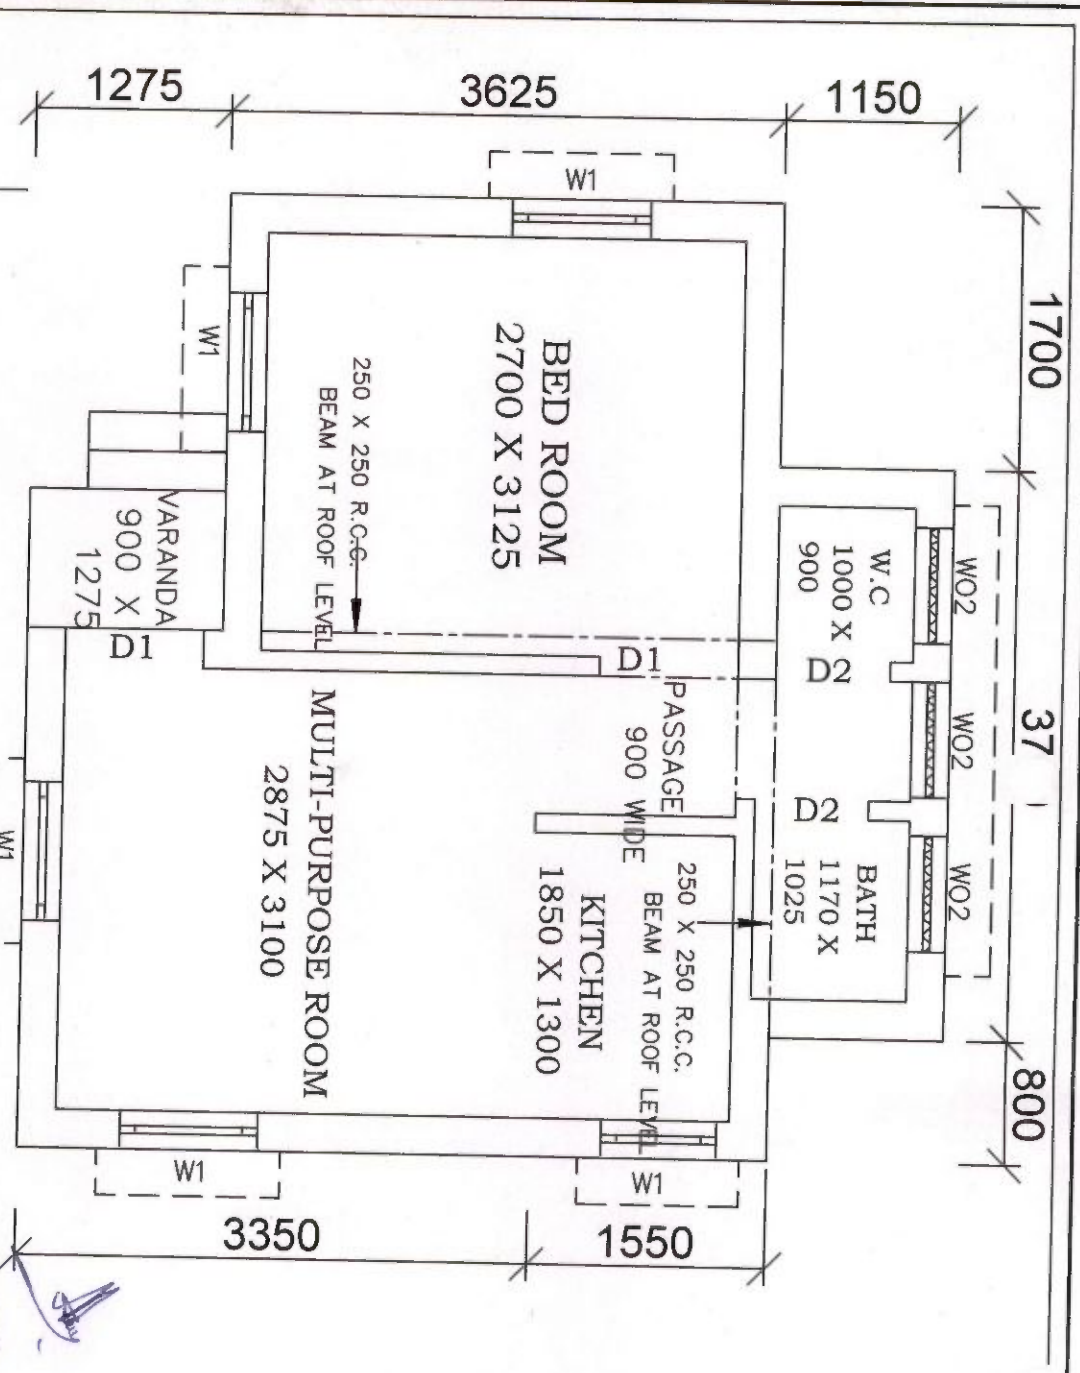 1275
3625
1150
W1
1700
W1
BED ROOM
2700 X 3125
250 X 250 R.C.C.
BEAM AT ROOF LEVEL
W.C
1000 X
900
WO2
VARANDA
900 X
1275
D1
D1
D2
PASSAGE
900 WIDE
WO2
37
D2
MULTI-PURPOSE ROOM
2875 X 3100
W1
KITCHEN
1850 X 1300
250 X 250 R.C.C.
BEAM AT ROOF LEVEL
BATH
1170 X
1025
WO2
800
W1
W1
3350
1550